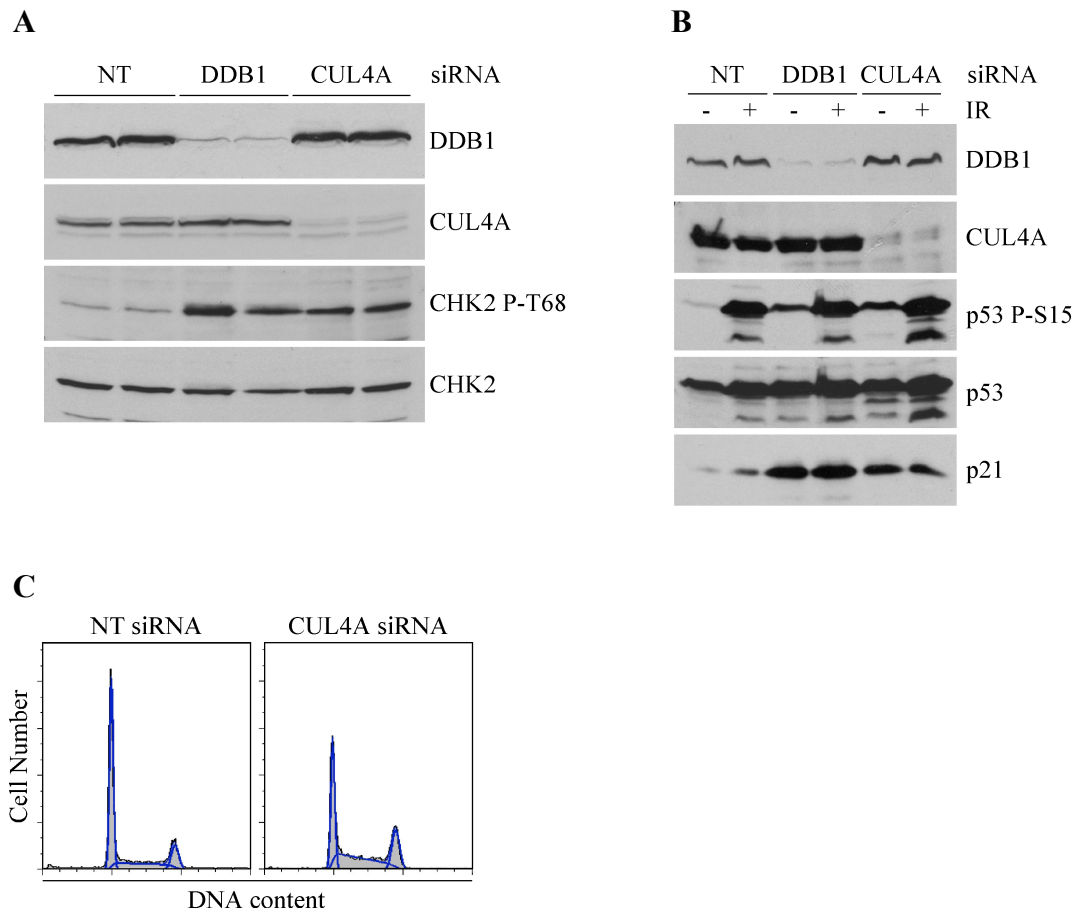 A
NT DDB1 CUL4A siRNA
DDB1
CUL4A
CHK2 P-T68
CHK2
B
NT DDB1 CUL4A siRNA
- + - + - + IR
DDB1
CUL4A
p53 P-S15
p53
p21
C
NT siRNA CUL4A siRNA
Cell Number
DNA content